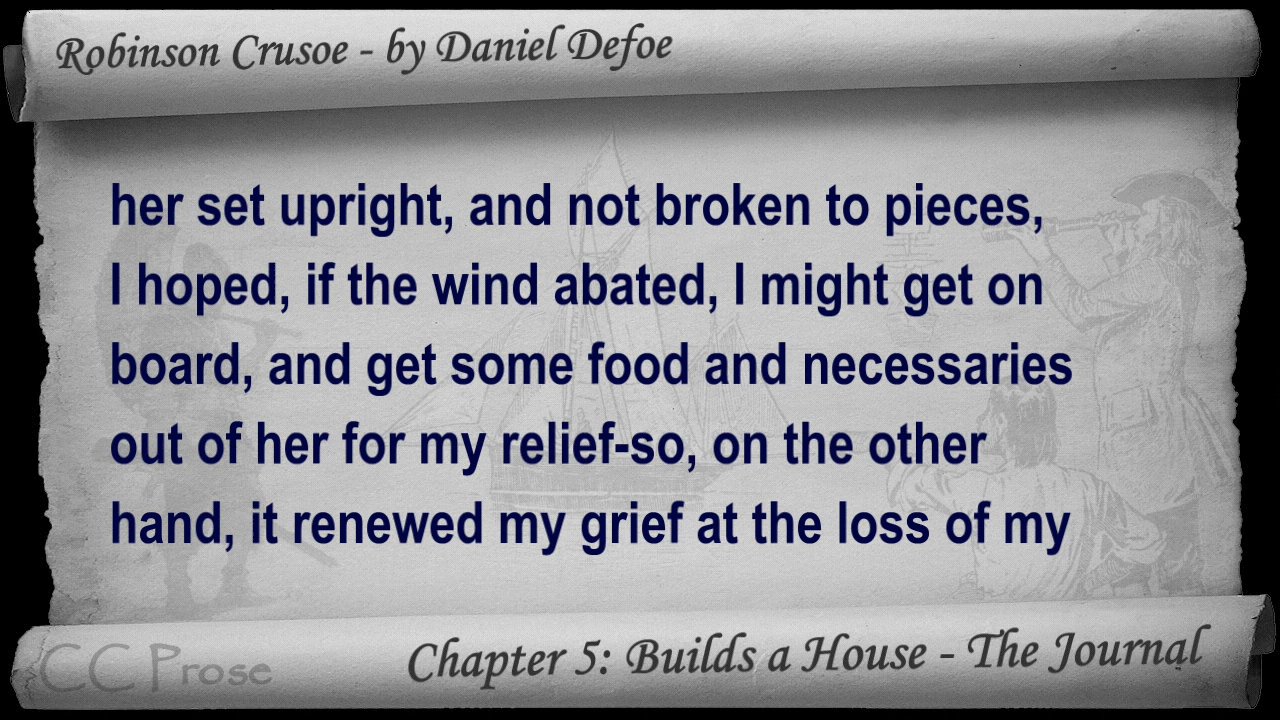 Robinson Crusoe - by Daniel Defoe
her set upright, and not broken to pieces,
I hoped, if the wind abated, I might get on
board, and get some food and necessaries
out of her for my relief-so, on the other
hand, it renewed my grief at the loss of my
CC Prose
Chapter 5: Builds a House - The Journal